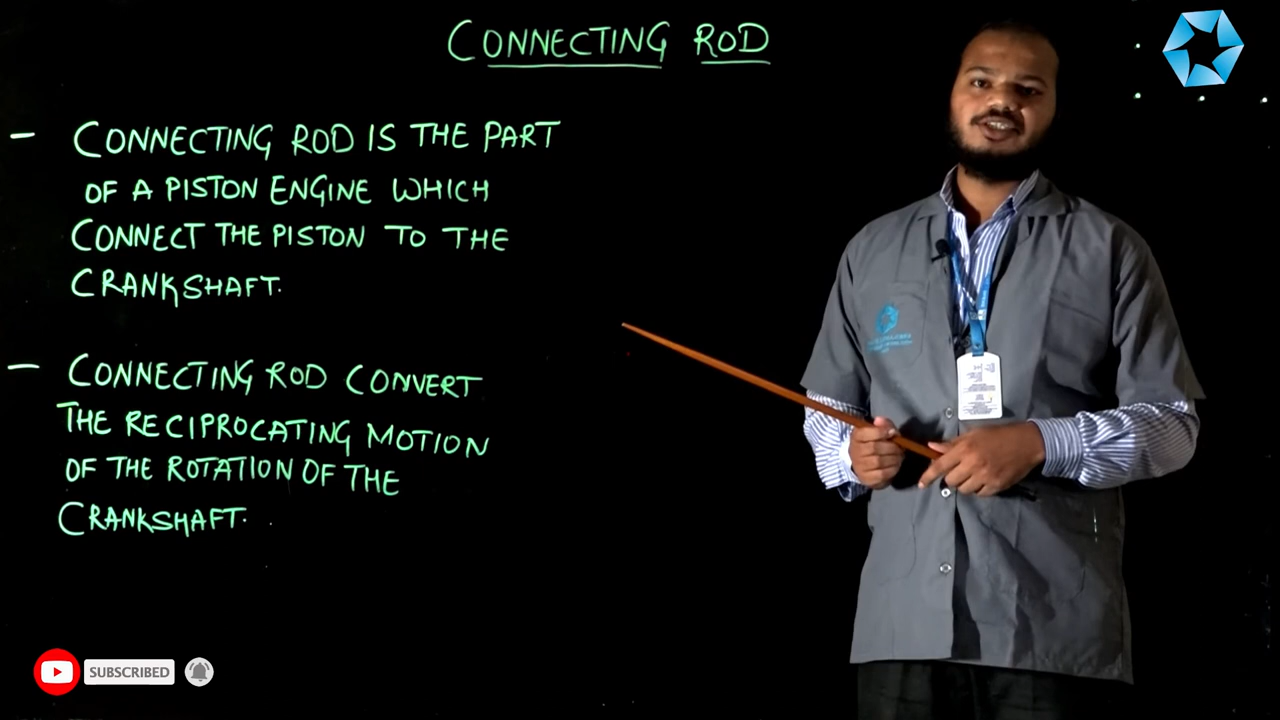 CONNECTING ROD
- CONNECTING ROD IS THE PART
OF A PISTON ENGINE WHICH
CONNECT THE PISTON TO THE
CRANKSHAFT.
- CONNECTING ROD CONVERT
THE RECIPROCATING MOTION
OF THE ROTATION OF THE
CRANKSHAFT.
SUBSCRIBED